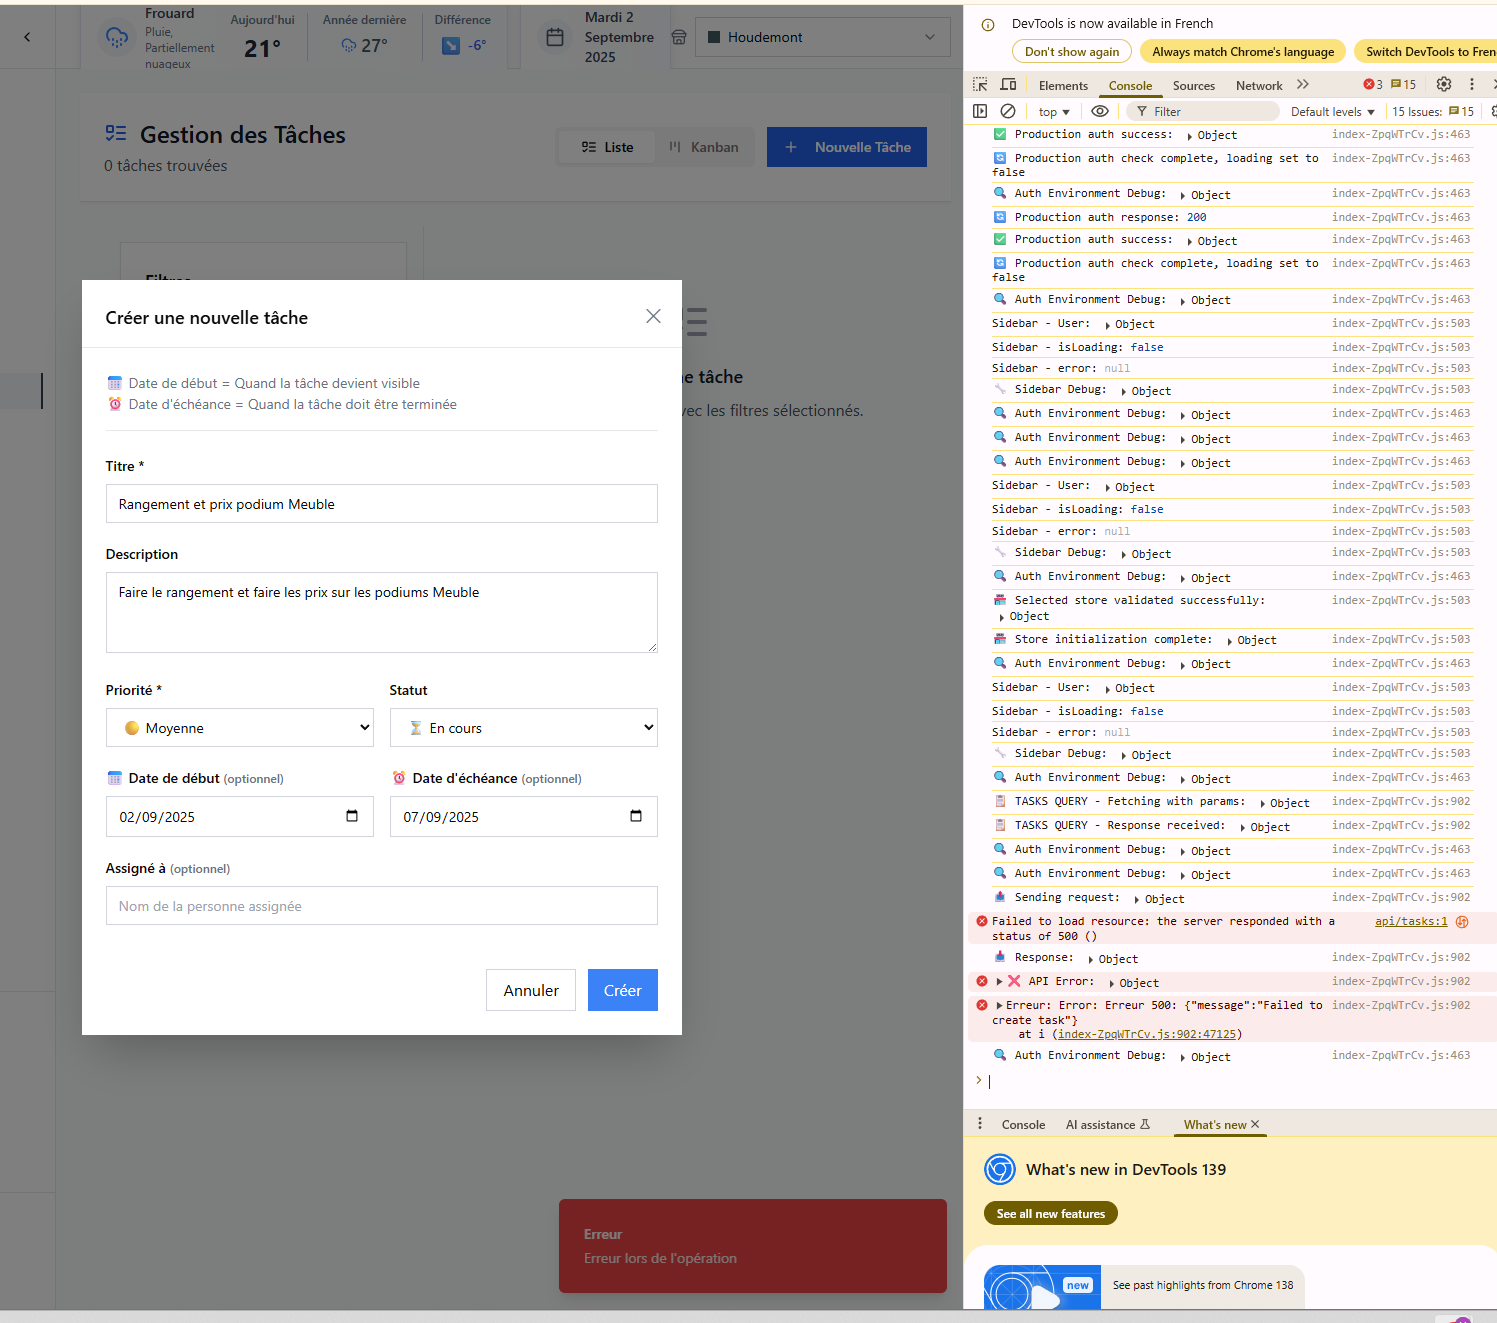 Frouard
Pluie,
Partiellement
nuageux
Aujourd'hui
21°
Année dernière
27°
Différence
-6°
Mardi 2
Septembre
2025
Houdemont
Gestion des Tâches
0 tâches trouvées
Liste
Kanban
+ Nouvelle Tâche
Filtres
Créer une nouvelle tâche
Date de début = Quand la tâche devient visible
Date d'échéance = Quand la tâche doit être terminée
e tâche
vec les filtres sélectionnés.
Titre *
Rangement et prix podium Meuble
Description
Faire le rangement et faire les prix sur les podiums Meuble
Priorité *
Statut
Moyenne
En cours
Date de début (optionnel)
Date d'échéance (optionnel)
02/09/2025
07/09/2025
Assigné à (optionnel)
Nom de la personne assignée
Annuler
Créer
Erreur
Erreur lors de l'opération
DevTools is now available in French
Don't show again
Always match Chrome's language
Switch DevTools to Fren
Elements
Console
Sources
Network
3
15
top
Filter
Default levels
15 Issues:
15
Production auth success: Object index-ZpqWTrCv.js:463
Production auth check complete, loading set to index-ZpqWTrCv.js:463
false
Auth Environment Debug: Object index-ZpqWTrCv.js:463
Production auth response: 200 index-ZpqWTrCv.js:463
Production auth success: Object index-ZpqWTrCv.js:463
Production auth check complete, loading set to index-ZpqWTrCv.js:463
false
Auth Environment Debug: Object index-ZpqWTrCv.js:463
Sidebar - User: Object index-ZpqWTrCv.js:503
Sidebar - isLoading: false index-ZpqWTrCv.js:503
Sidebar - error: null index-ZpqWTrCv.js:503
Sidebar Debug: Object index-ZpqWTrCv.js:503
Auth Environment Debug: Object index-ZpqWTrCv.js:463
Auth Environment Debug: Object index-ZpqWTrCv.js:463
Auth Environment Debug: Object index-ZpqWTrCv.js:463
Sidebar - User: Object index-ZpqWTrCv.js:503
Sidebar - isLoading: false index-ZpqWTrCv.js:503
Sidebar - error: null index-ZpqWTrCv.js:503
Sidebar Debug: Object index-ZpqWTrCv.js:503
Auth Environment Debug: Object index-ZpqWTrCv.js:463
Selected store validated successfully: index-ZpqWTrCv.js:503
Object
Store initialization complete: Object index-ZpqWTrCv.js:503
Auth Environment Debug: Object index-ZpqWTrCv.js:463
Sidebar - User: Object index-ZpqWTrCv.js:503
Sidebar - isLoading: false index-ZpqWTrCv.js:503
Sidebar - error: null index-ZpqWTrCv.js:503
Sidebar Debug: Object index-ZpqWTrCv.js:503
Auth Environment Debug: Object index-ZpqWTrCv.js:463
TASKS QUERY - Fetching with params: Object index-ZpqWTrCv.js:902
TASKS QUERY - Response received: Object index-ZpqWTrCv.js:902
Auth Environment Debug: Object index-ZpqWTrCv.js:463
Auth Environment Debug: Object index-ZpqWTrCv.js:463
Sending request: Object index-ZpqWTrCv.js:902
Failed to load resource: the server responded with a api/tasks:1
status of 500 ()
Response: Object index-ZpqWTrCv.js:902
API Error: Object index-ZpqWTrCv.js:902
Erreur: Error: Erreur 500: {"message":"Failed to index-ZpqWTrCv.js:902
create task"}
at i (index-ZpqWTrCv.js:902:47125)
Auth Environment Debug: Object index-ZpqWTrCv.js:463
Console
AI assistance
What's new
What's new in DevTools 139
See all new features
new
See past highlights from Chrome 138